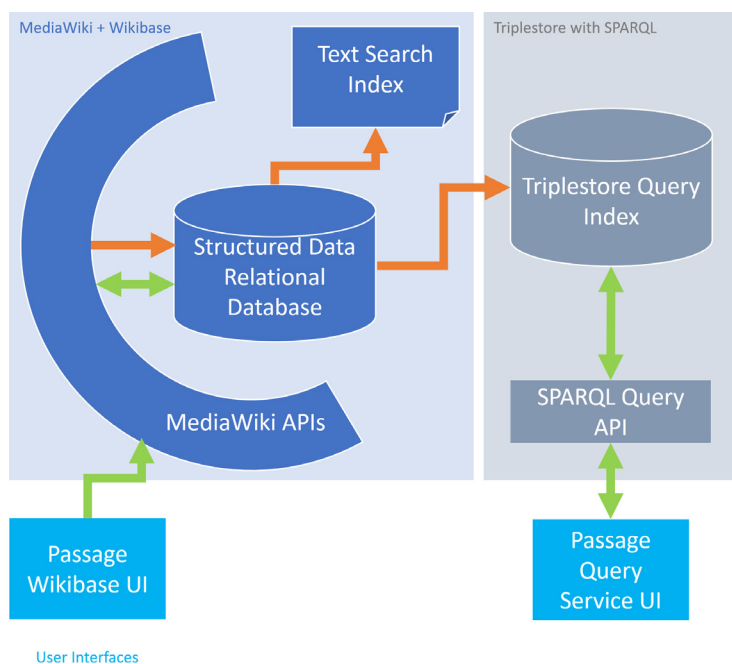 MediaWiki + Wikibase
Triplestore with SPARQL
Text Search
Index
Triplestore Query
Index
Structured Data
Relational
Database
SPARQL Query
API
MediaWiki APIs
Passage
Wikibase UI
Passage
Query
Service UI
User Interfaces